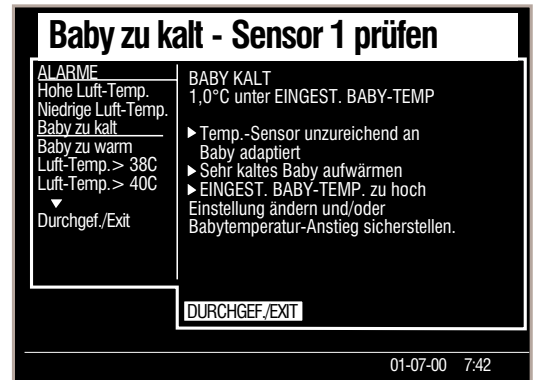 Baby zu kalt - Sensor 1 prüfen
ALARME
Hohe Luft-Temp.
Niedrige Luft-Temp.
Baby zu kalt
Baby zu warm
Luft-Temp.> 38C
Luft-Temp.> 40C
▼
Durchgef./Exit
BABY KALT
1,0°C unter EINGEST. BABY-TEMP
▶Temp.-Sensor unzureichend an
Baby adaptiert
▶Sehr kaltes Baby aufwärmen
▶EINGEST. BABY-TEMP. zu hoch
Einstellung ändern und/oder
Babytemperatur-Anstieg sicherstellen.
DURCHGEF./EXIT
01-07-00 7:42